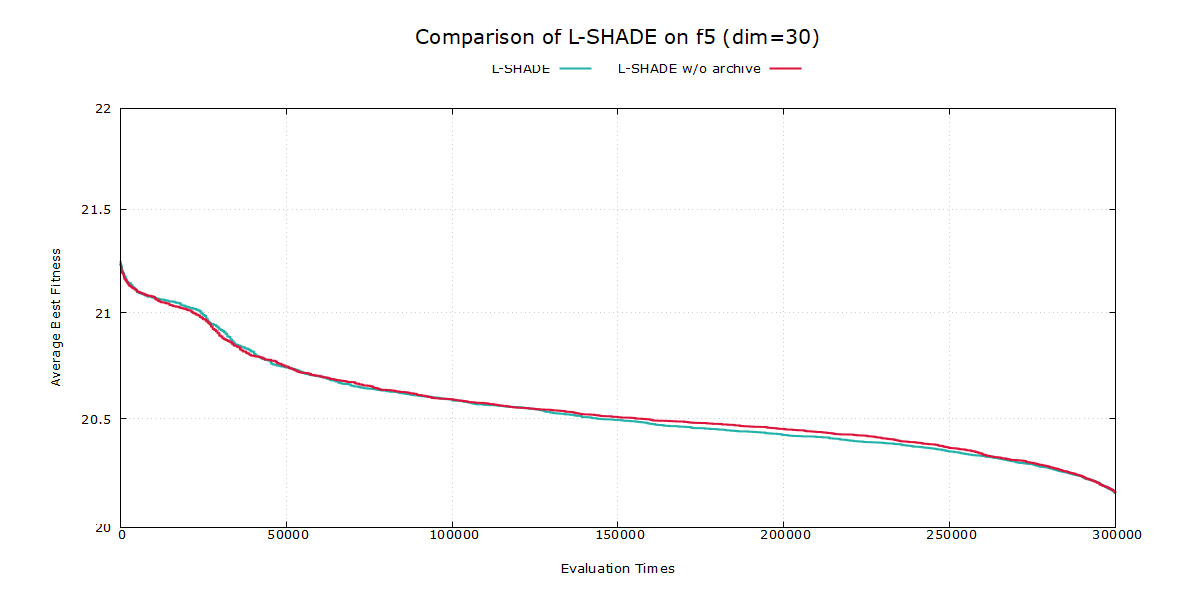 Comparison of L-SHADE on f5 (dim=30)
L-SHADE L-SHADE w/o archive
22
21.5
21
20.5
20
Average Best Fitness
0 50000 100000 150000 200000 250000 300000
Evaluation Times